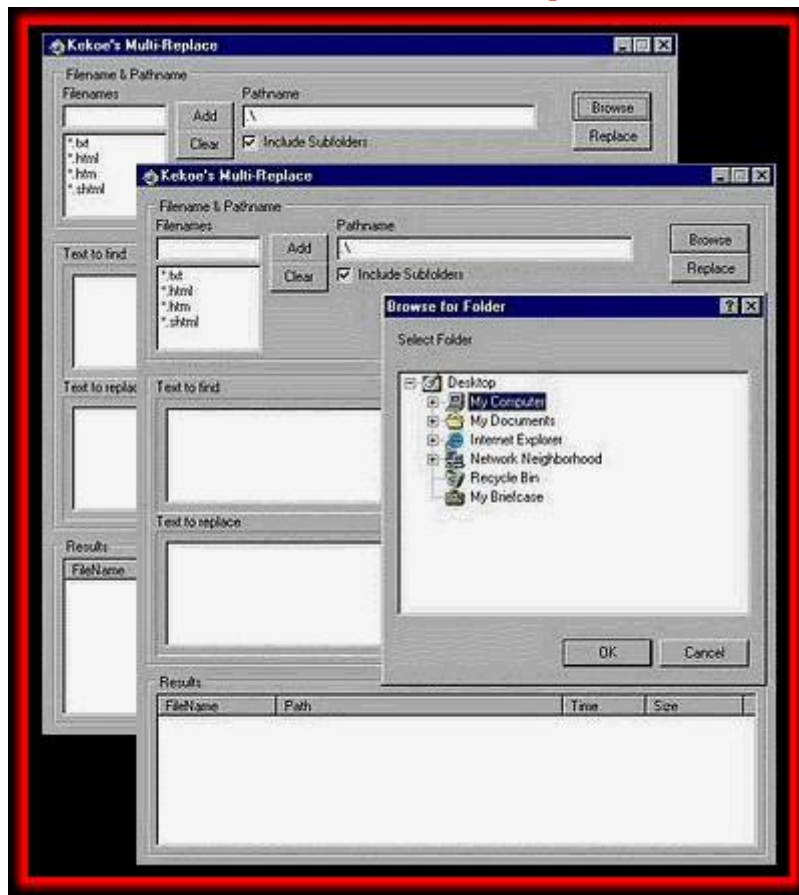 Kekoe's Multi-Replace
Filename & Pathname
Filenames
Pathname
Add
.\
Browse
Clear
Include Subfolders
Replace
*.txt
*.html
*.htm
*.shtml
Text to find
Text to replac
Results
FileName
Kekoe's Multi-Replace
Filename & Pathname
Filenames
Pathname
Add
.\
Browse
Clear
Include Subfolders
Replace
*.txt
*.html
*.htm
*.shtml
Text to find
Text to replace
Browse for Folder
Select Folder
Desktop
My Computer
My Documents
Internet Explorer
Network Neighborhood
Recycle Bin
My Briefcase
OK
Cancel
Results
FileName Path Time Size